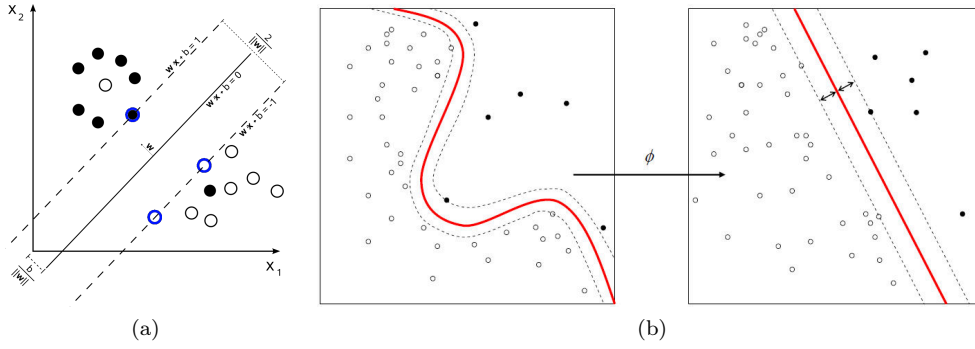 X₂
2
‖w‖
w x + b = 1
w x + b = 0
w x + b = -1
w
b
‖w‖
X₁
ϕ
(a)
(b)